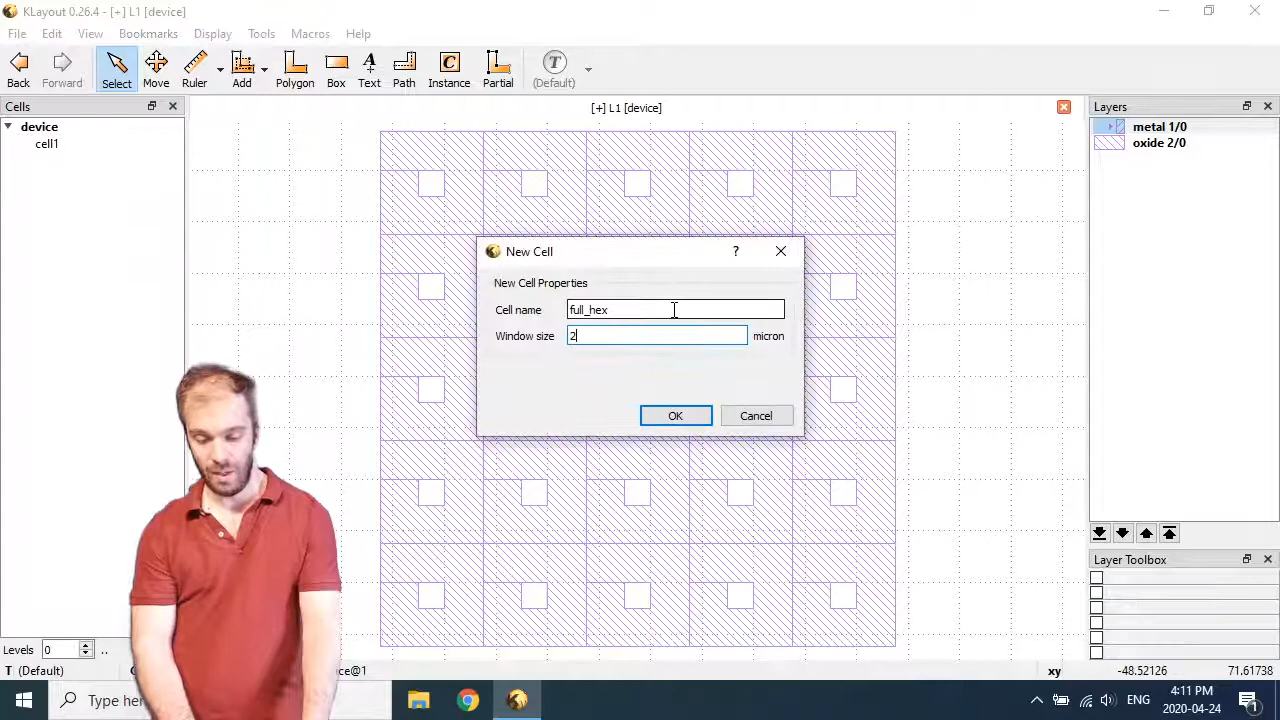 KLayout 0.26.4 - [+] L1 [device]
File Edit View Bookmarks Display Tools Macros Help
Back Forward Select Move Ruler Add Polygon Box Text Path Instance Partial (Default)
Cells
[+] L1 [device]
Layers
device
cell1
metal 1/0
oxide 2/0
New Cell
?
New Cell Properties
Cell name full_hex
Window size 2 micron
OK Cancel
Layer Toolbox
Levels 0 ..
T (Default)
@1
xy -48.52126 71.61738
Type
ENG
4:11 PM
2020-04-24
1